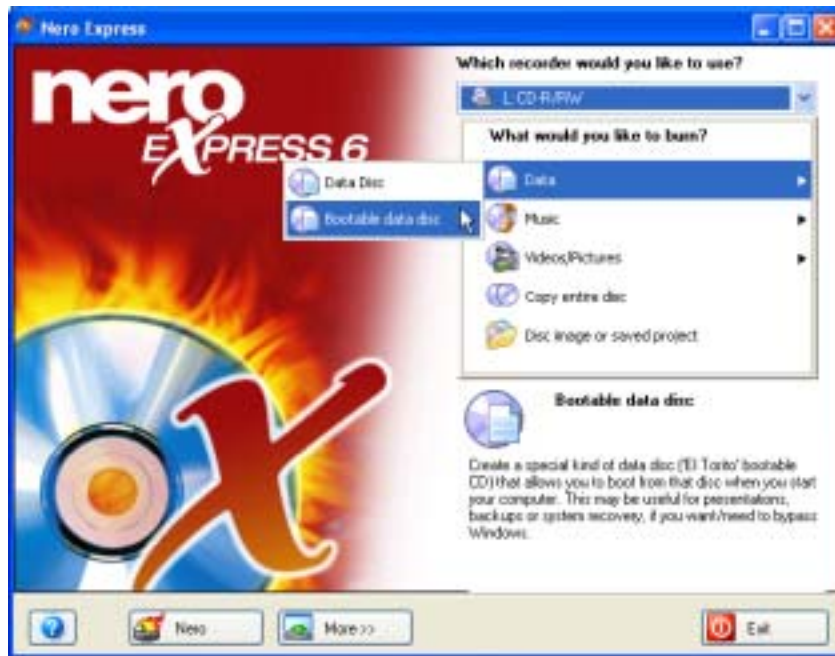 Nero Express
nero
EXPRESS 6
Which recorder would you like to use?
L: CD-R/RW
What would you like to burn?
Data
Data Disc
Bootable data disc
Music
Videos/Pictures
Copy entire disc
Disc image or saved project
Bootable data disc
Create a special kind of data disc ('El Torito' bootable
CD) that allows you to boot from that disc when you start
your computer. This may be useful for presentations,
backups or system recovery, if you want/need to bypass
Windows.
Nero
More >>
Exit